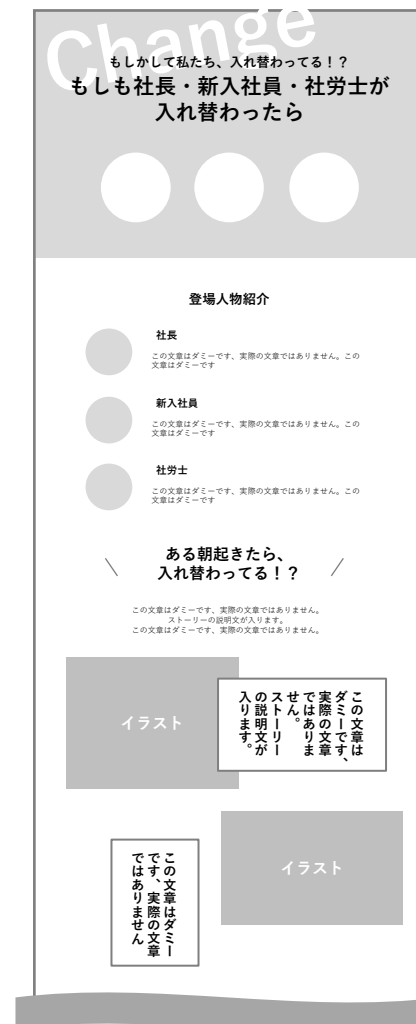 Change
もしかして私たち、入れ替わってる！？
もしも社長・新入社員・社労士が
入れ替わったら
登場人物紹介
社長
この文章はダミーです、実際の文章ではありません。この
文章はダミーです
新入社員
この文章はダミーです、実際の文章ではありません。この
文章はダミーです
社労士
この文章はダミーです、実際の文章ではありません。この
文章はダミーです
ある朝起きたら、
入れ替わってる！？
この文章はダミーです、実際の文章ではありません。
ストーリーの説明文が入ります。
この文章はダミーです、実際の文章ではありません。
イラスト
この文章は
ダミーです、
実際の文章
ではありま
せん。
ストーリー
の説明文が
入ります。
イラスト
この文章はダミー
です、実際の文章
ではありません